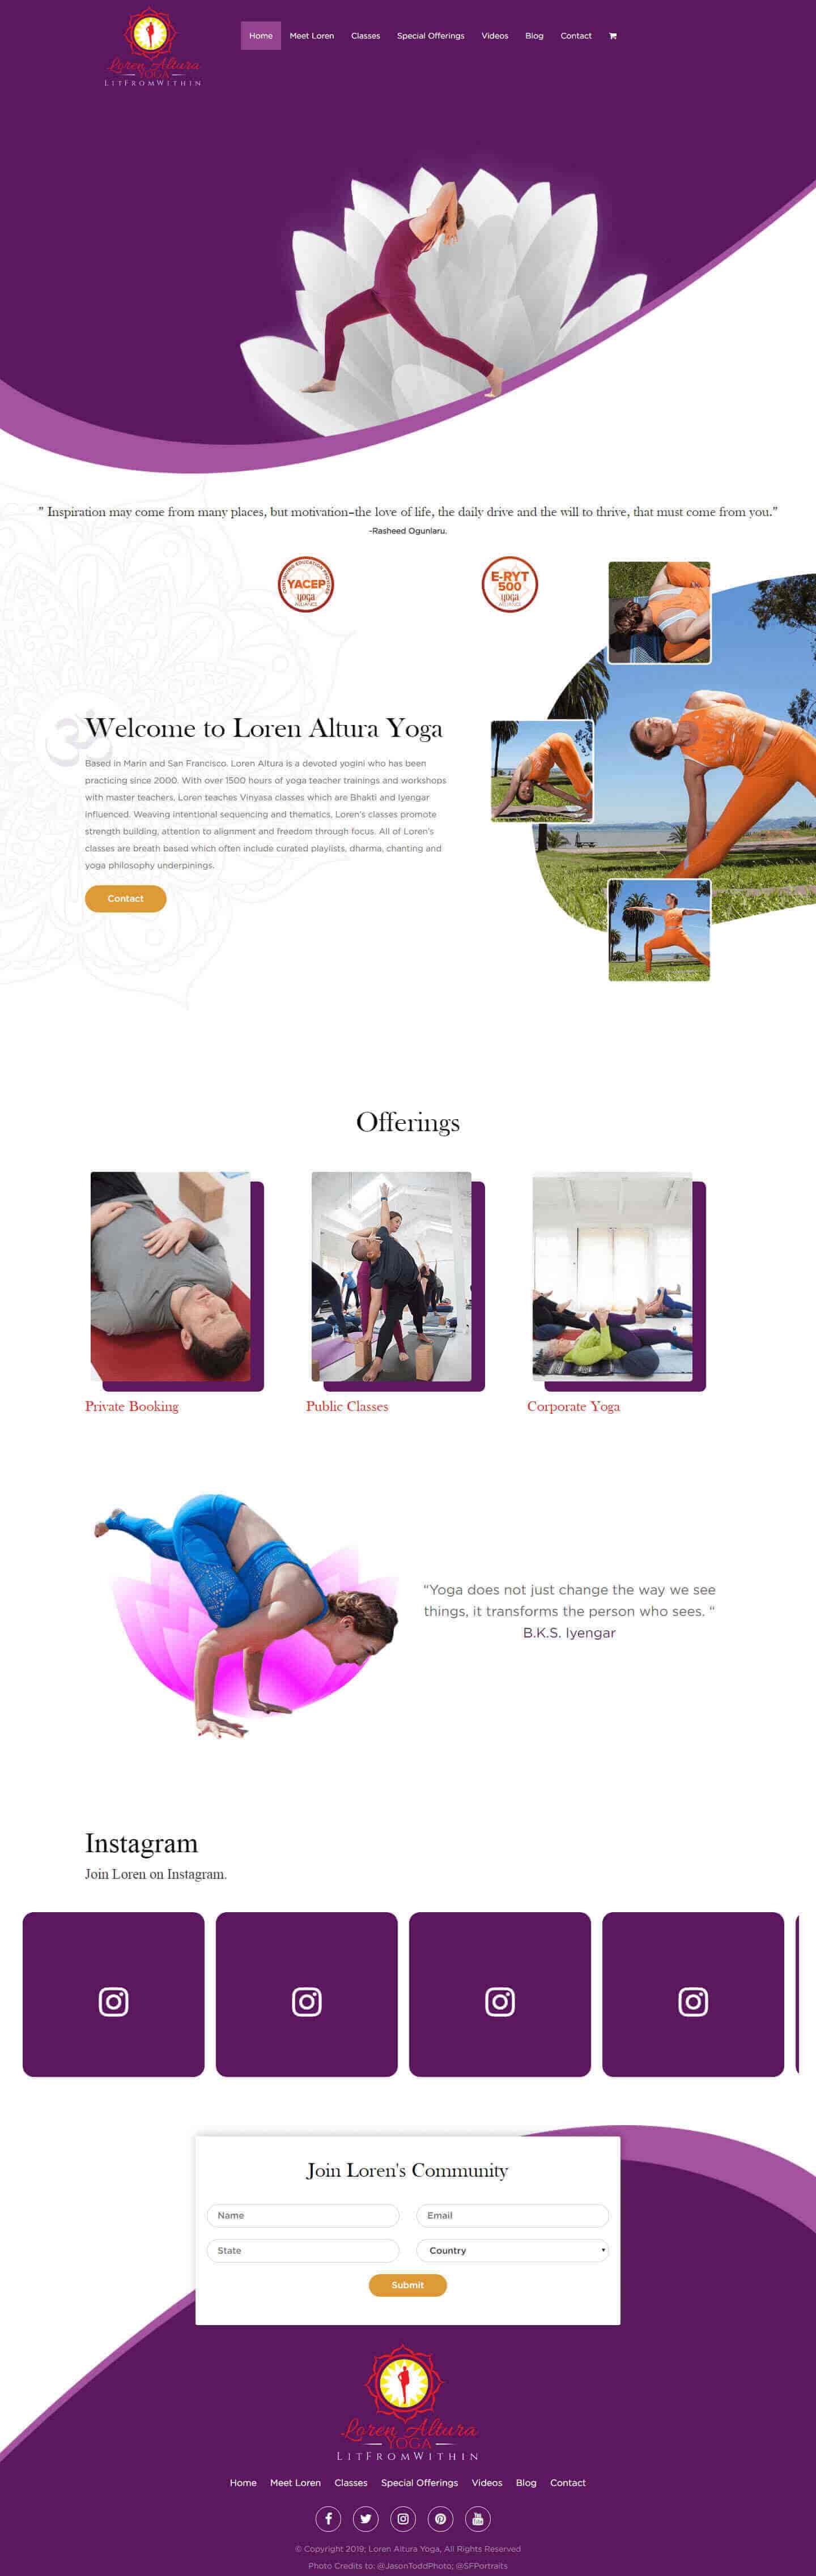 Loren Altura
YOGA
LITFROMWITHIN
Home Meet Loren Classes Special Offerings Videos Blog Contact
" Inspiration may come from many places, but motivation–the love of life, the daily drive and the will to thrive, that must come from you."
-Rasheed Ogunlaru.
CONTINUING EDUCATION PROVIDER
YACEP
yoga
ALLIANCE
E-RYT
500
yoga
ALLIANCE
Welcome to Loren Altura Yoga
Based in Marin and San Francisco. Loren Altura is a devoted yogini who has been
practicing since 2000. With over 1500 hours of yoga teacher trainings and workshops
with master teachers, Loren teaches Vinyasa classes which are Bhakti and Iyengar
influenced. Weaving intentional sequencing and thematics, Loren's classes promote
strength building, attention to alignment and freedom through focus. All of Loren's
classes are breath based which often include curated playlists, dharma, chanting and
yoga philosophy underpinings.
Contact
Offerings
Private Booking
Public Classes
Corporate Yoga
"Yoga does not just change the way we see
things, it transforms the person who sees. "
B.K.S. Iyengar
Instagram
Join Loren on Instagram.
Join Loren's Community
Name
Email
State
Country
Submit
Loren Altura
YOGA
LITFROMWITHIN
Home Meet Loren Classes Special Offerings Videos Blog Contact
You Tube
© Copyright 2019; Loren Altura Yoga, All Rights Reserved
Photo Credits to: @JasonToddPhoto; @SFPortraits